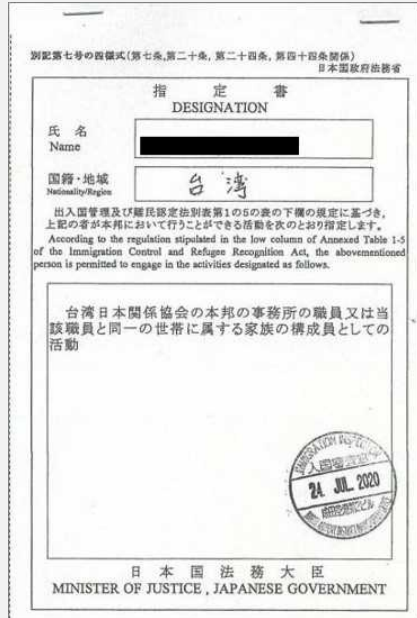 別記第七号の四様式(第七条,第二十条,第二十四条,第四十四条関係)
日本国政府法務省
指 定 書
DESIGNATION
氏 名
Name
国籍・地域
Nationality/Region
台湾
出入国管理及び難民認定法別表第1の5の表の下欄の規定に基づき,
上記の者が本邦において行うことができる活動を次のとおり指定します。
According to the regulation stipulated in the low column of Annexed Table 1-5
of the Immigration Control and Refugee Recognition Act, the abovementioned
person is permitted to engage in the activities designated as follows.
台湾日本関係協会の本邦の事務所の職員又は当
該職員と同一の世帯に属する家族の構成員としての
活動
IMMIGRATION INSPECTOR
入国審査官
24. JUL. 2020
日 本 国 法 務 大 臣
MINISTER OF JUSTICE , JAPANESE GOVERNMENT